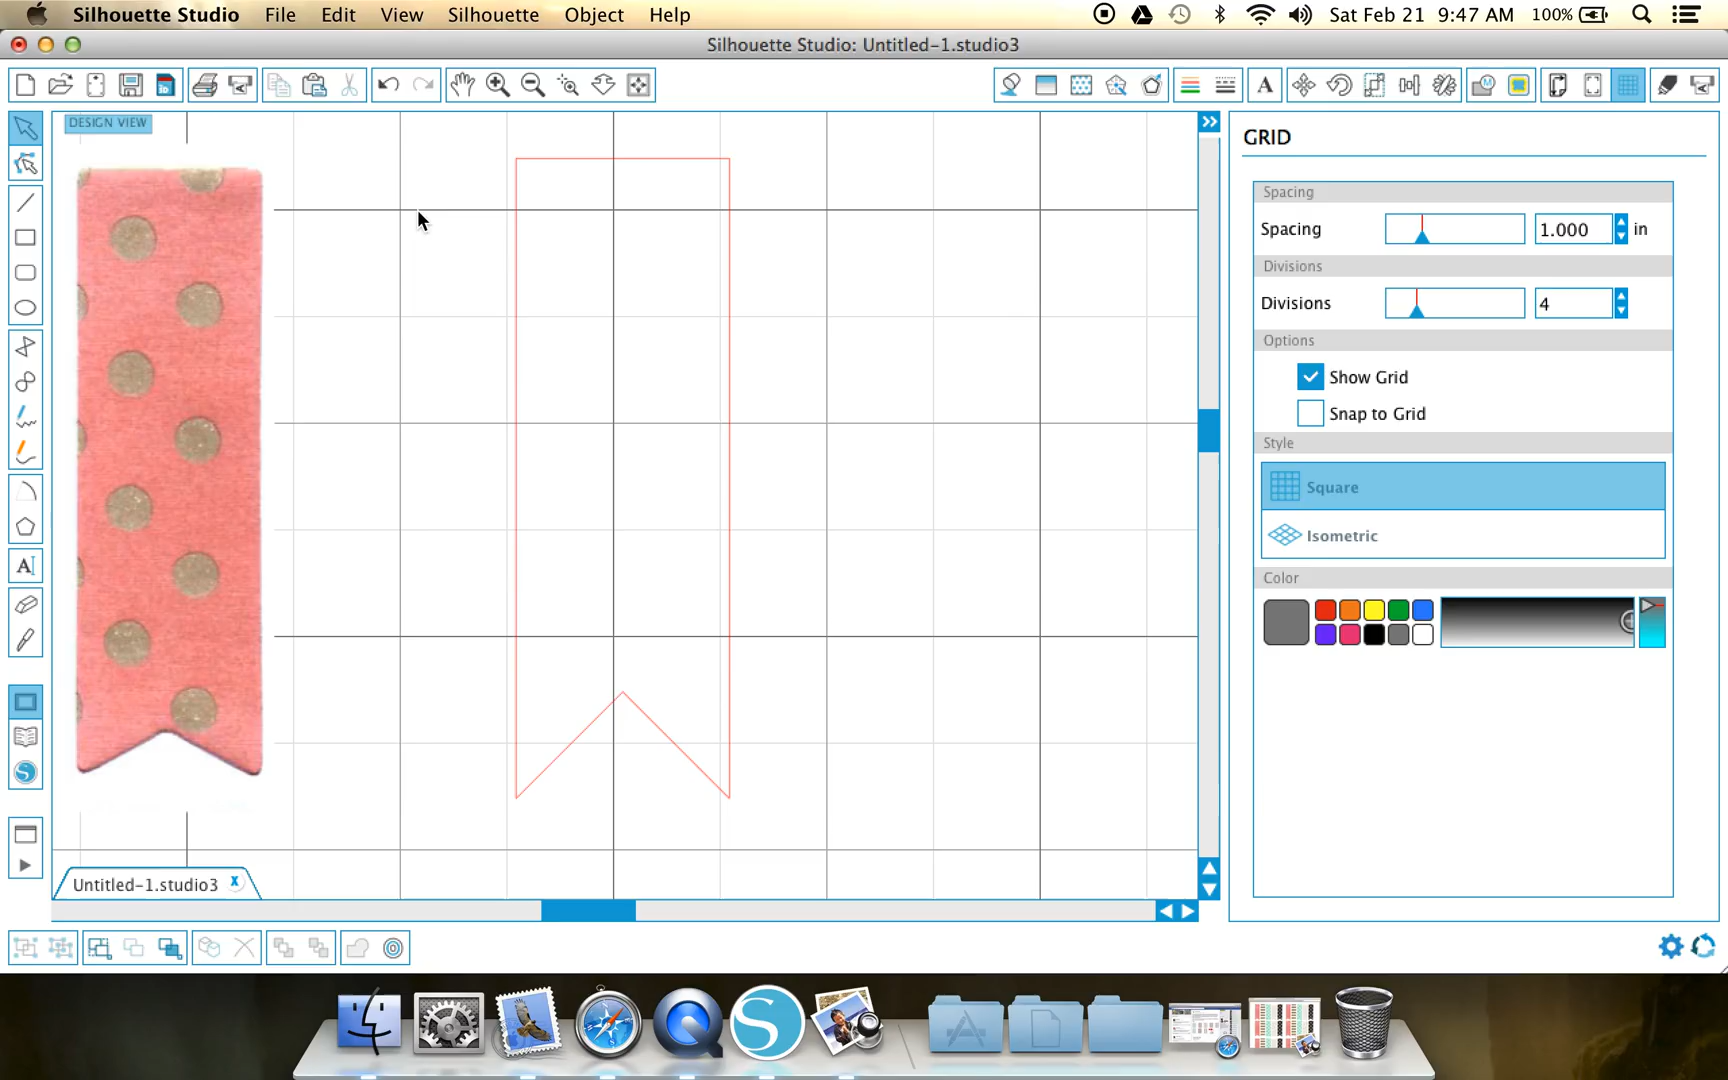 Silhouette Studio File Edit View Silhouette Object Help Sat Feb 21 9:47 AM 100%
Silhouette Studio: Untitled-1.studio3
A
M
DESIGN VIEW
GRID
Spacing
Spacing 1.000 in
Divisions
Divisions 4
Options
Show Grid
Snap to Grid
Style
Square
Isometric
Color
A
S
Untitled-1.studio3 x
S